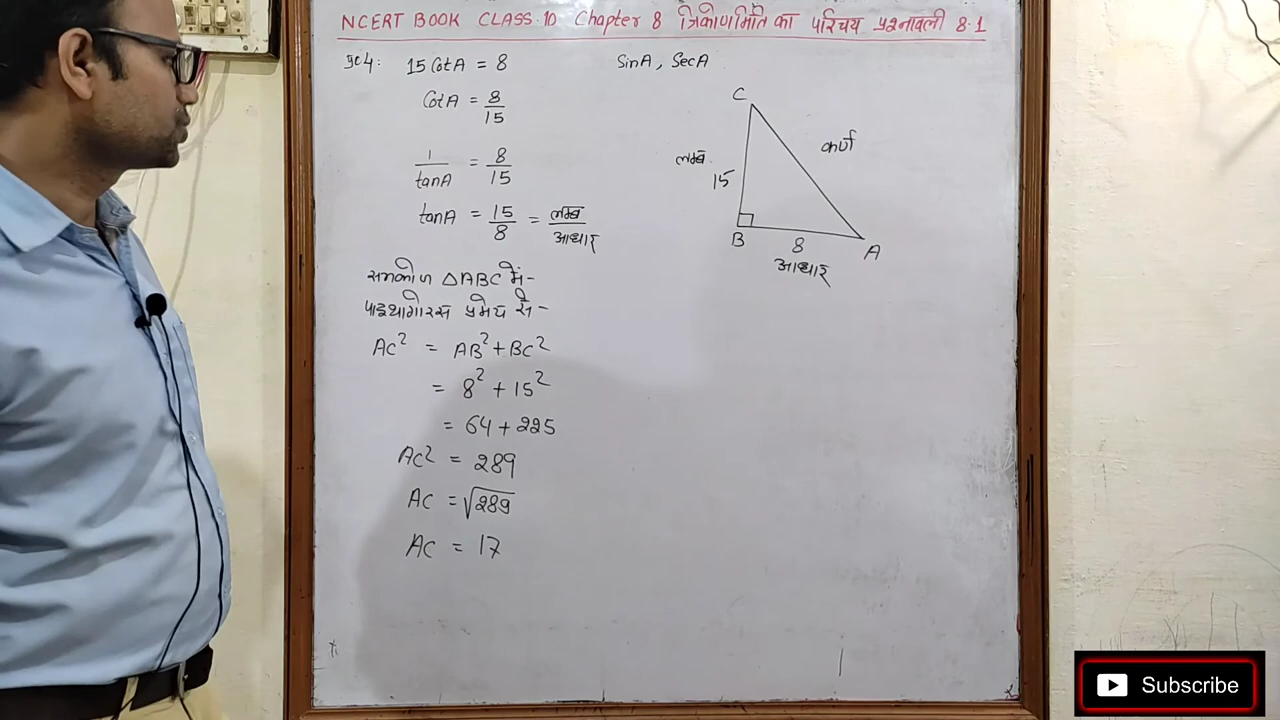 NCERT BOOK CLASS 10 Chapter 8 त्रिकोणमिति का परिचय प्रश्नावली 8.1
प्र०4: 15 CotA = 8 SinA, SecA
CotA = 8/15
1/tanA = 8/15
tanA = 15/8 = लम्ब/आधार
समकोण △ABC में-
पाइथागोरस प्रमेय से-
AC² = AB² + BC²
= 8² + 15²
= 64 + 225
AC² = 289
AC = √289
AC = 17
C
लम्ब
कर्ण
15
B
8
A
आधार
Subscribe